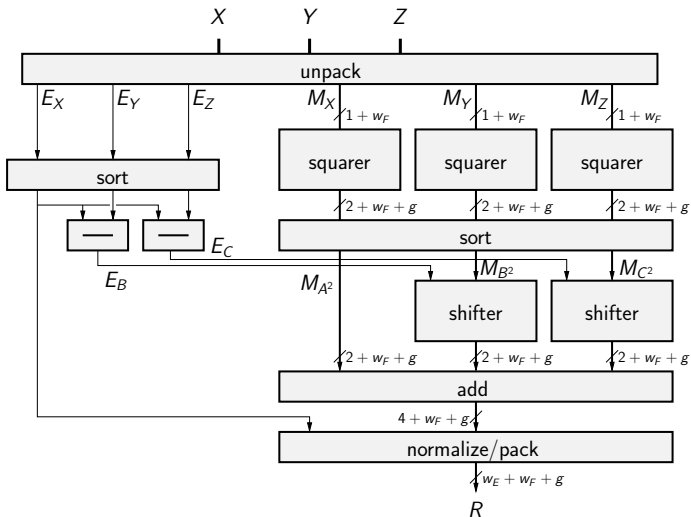 X Y Z
unpack
E_X E_Y E_Z M_X M_Y M_Z
1 + w_F 1 + w_F 1 + w_F
squarer squarer squarer
sort
2 + w_F + g 2 + w_F + g 2 + w_F + g
sort
E_C
E_B M_{A^2} M_{B^2} M_{C^2}
shifter shifter
2 + w_F + g 2 + w_F + g 2 + w_F + g
add
4 + w_F + g
normalize/pack
w_E + w_F + g
R